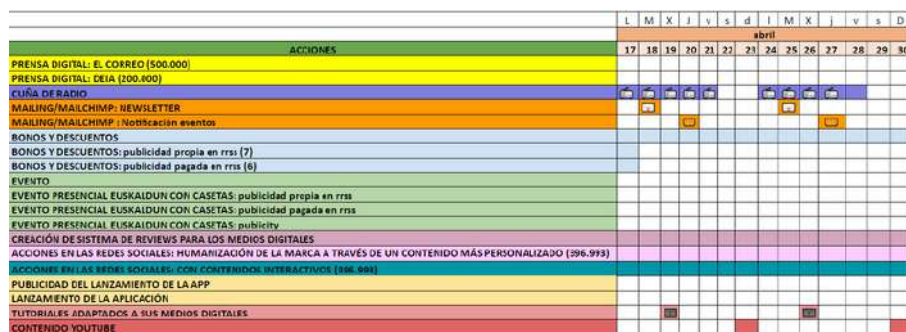 L M X J v s d l M X j v s D
abril
ACCIONES 17 18 19 20 21 22 23 24 25 26 27 28 29 30
PRENSA DIGITAL: EL CORREO (500.000)
PRENSA DIGITAL: DEIA (200.000)
CUÑA DE RADIO
MAILING/MAILCHIMP: NEWSLETTER
MAILING/MAILCHIMP : Notificación eventos
BONOS Y DESCUENTOS
BONOS Y DESCUENTOS: publicidad propia en rrss (7)
BONOS Y DESCUENTOS: publicidad pagada en rrss (6)
EVENTO
EVENTO PRESENCIAL EUSKALDUN CON CASETAS: publicidad propia en rrss
EVENTO PRESENCIAL EUSKALDUN CON CASETAS: publicidad pagada en rrss
EVENTO PRESENCIAL EUSKALDUN CON CASETAS: publicity
CREACIÓN DE SISTEMA DE REVIEWS PARA LOS MEDIOS DIGITALES
ACCIONES EN LAS REDES SOCIALES: HUMANIZACIÓN DE LA MARCA A TRAVÉS DE UN CONTENIDO MÁS PERSONALIZADO (396.993)
ACCIONES EN LAS REDES SOCIALES: CON CONTENIDOS INTERACTIVOS (396.993)
PUBLICIDAD DEL LANZAMIENTO DE LA APP
LANZAMIENTO DE LA APLICACIÓN
TUTORIALES ADAPTADOS A SUS MEDIOS DIGITALES
CONTENIDO YOUTUBE